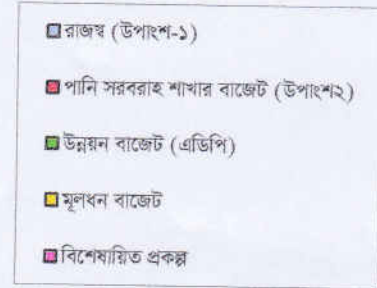 রাজস্ব (উপাংশ-১)
পানি সরবরাহ শাখার বাজেট (উপাংশ২)
উন্নয়ন বাজেট (এডিপি)
মূলধন বাজেট
বিশেষায়িত প্রকল্প